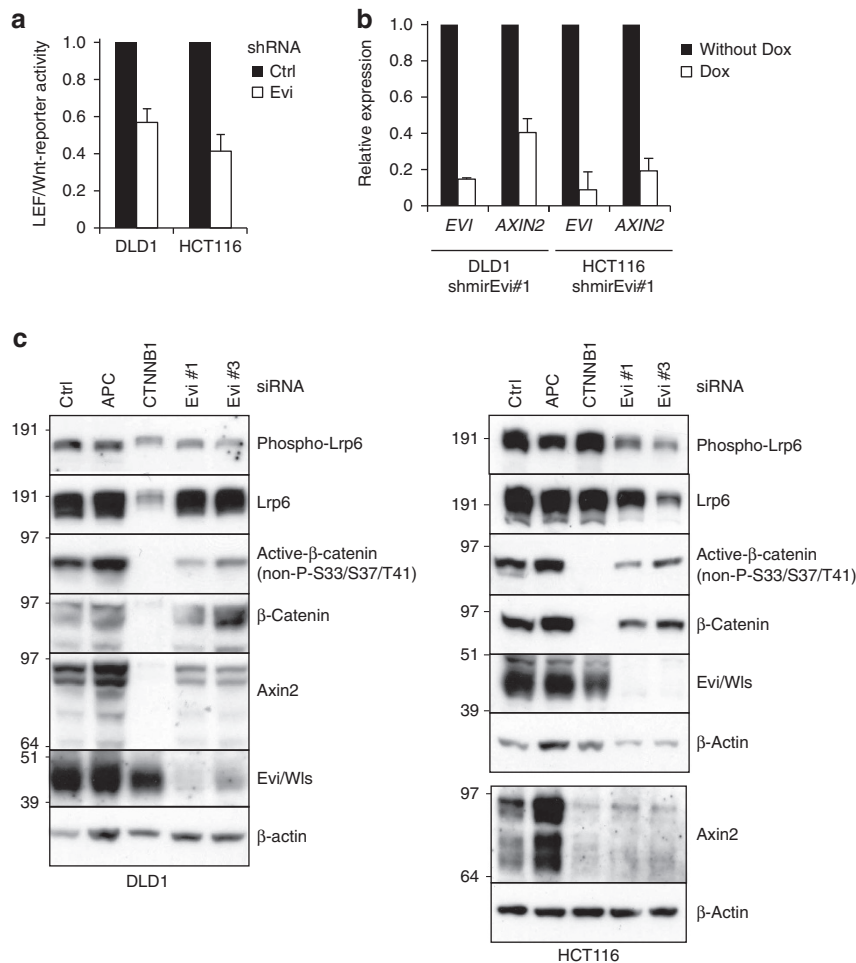 a
LEF/Wnt-reporter activity
1.0
0.8
0.6
0.4
0.2
0
DLD1
HCT116
shRNA
Ctrl
Evi
b
Relative expression
1.0
0.8
0.6
0.4
0.2
0
EVI
AXIN2
EVI
AXIN2
DLD1
shmirEvi#1
HCT116
shmirEvi#1
Without Dox
Dox
c
Ctrl
APC
CTNNB1
Evi #1
Evi #3
siRNA
191
Phospho-Lrp6
191
Lrp6
97
Active-β-catenin
(non-P-S33/S37/T41)
97
β-Catenin
97
Axin2
64
51
Evi/Wls
39
β-actin
DLD1
Ctrl
APC
CTNNB1
Evi #1
Evi #3
siRNA
191
Phospho-Lrp6
191
Lrp6
97
Active-β-catenin
(non-P-S33/S37/T41)
97
β-Catenin
51
Evi/Wls
39
β-Actin
97
Axin2
64
β-Actin
HCT116